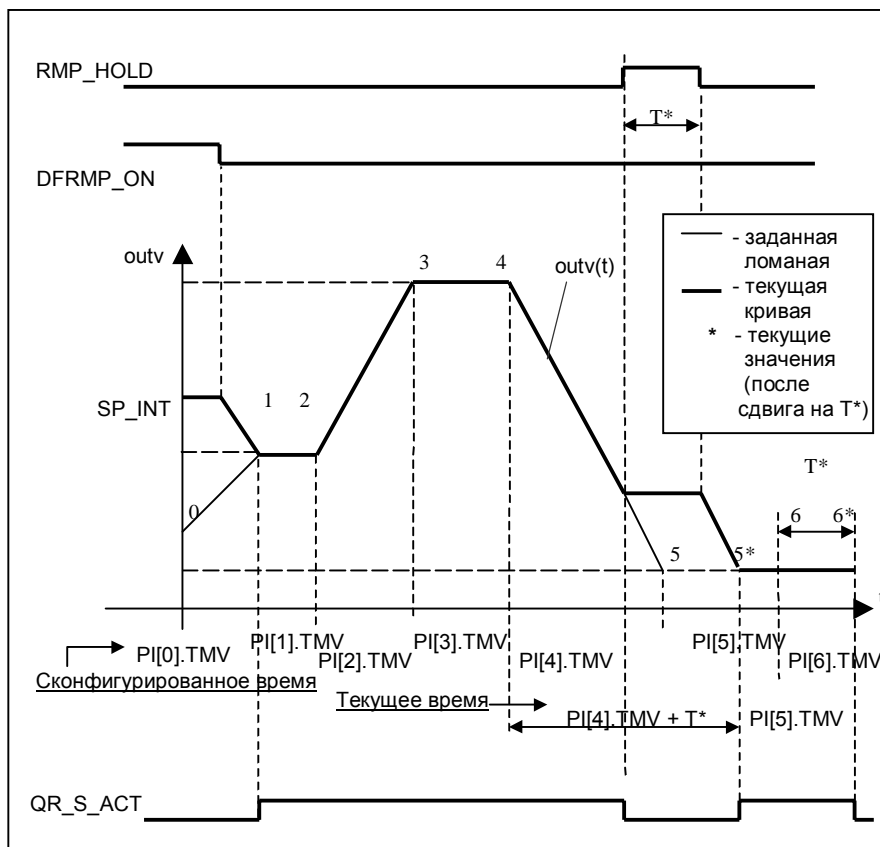 RMP_HOLD
T*
DFRMP_ON
outv
3
4
outv(t)
- заданная
ломаная
- текущая
кривая
* - текущие
значения
(после
сдвига на T*)
SP_INT
1
2
T*
0
6
6*
5
5*
t
PI[0].TMV
PI[1].TMV
PI[2].TMV
PI[3].TMV
PI[4].TMV
PI[5].TMV
PI[6].TMV
Сконфигурированное время
Текущее время
PI[4].TMV + T*
PI[5].TMV
QR_S_ACT